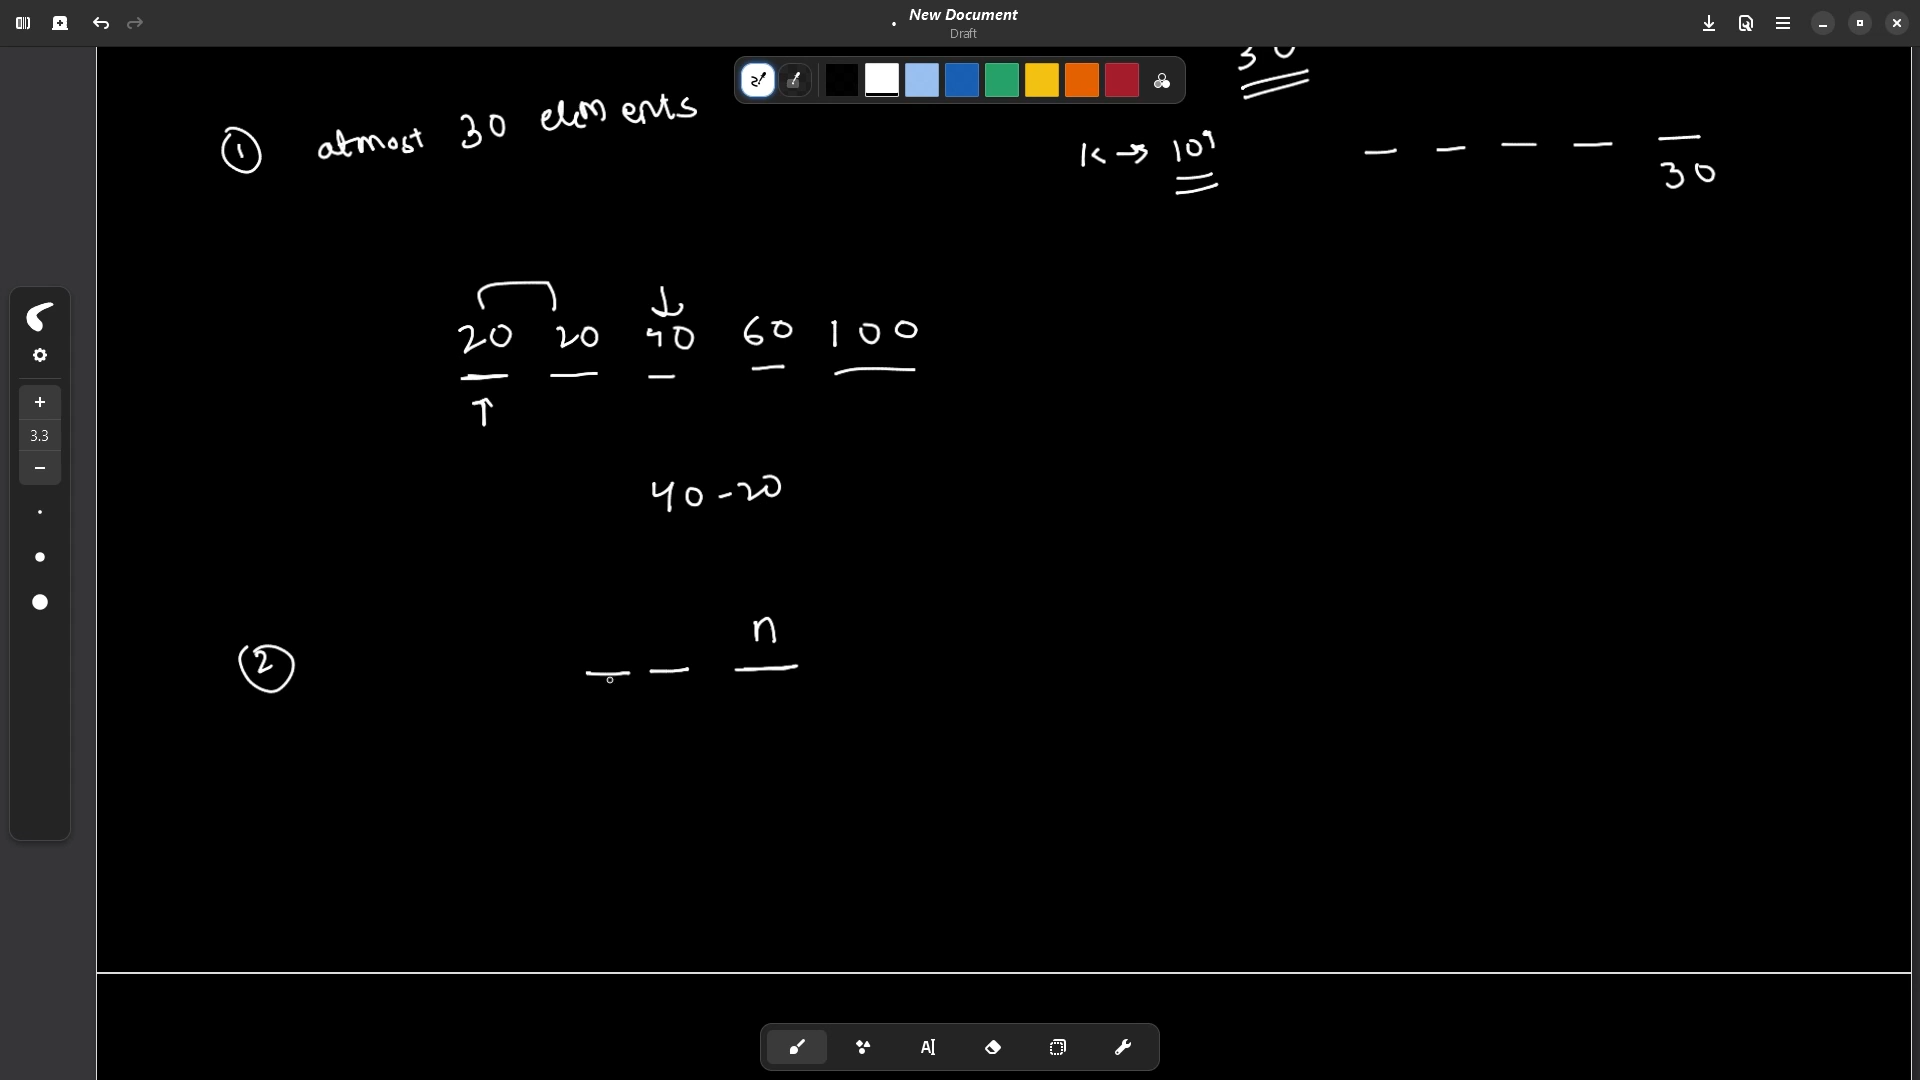 New Document
Draft
30
① atmost 30 elements
K → 10⁹
30
20 20 40 60 100
40-20
n
②
3.3
AI